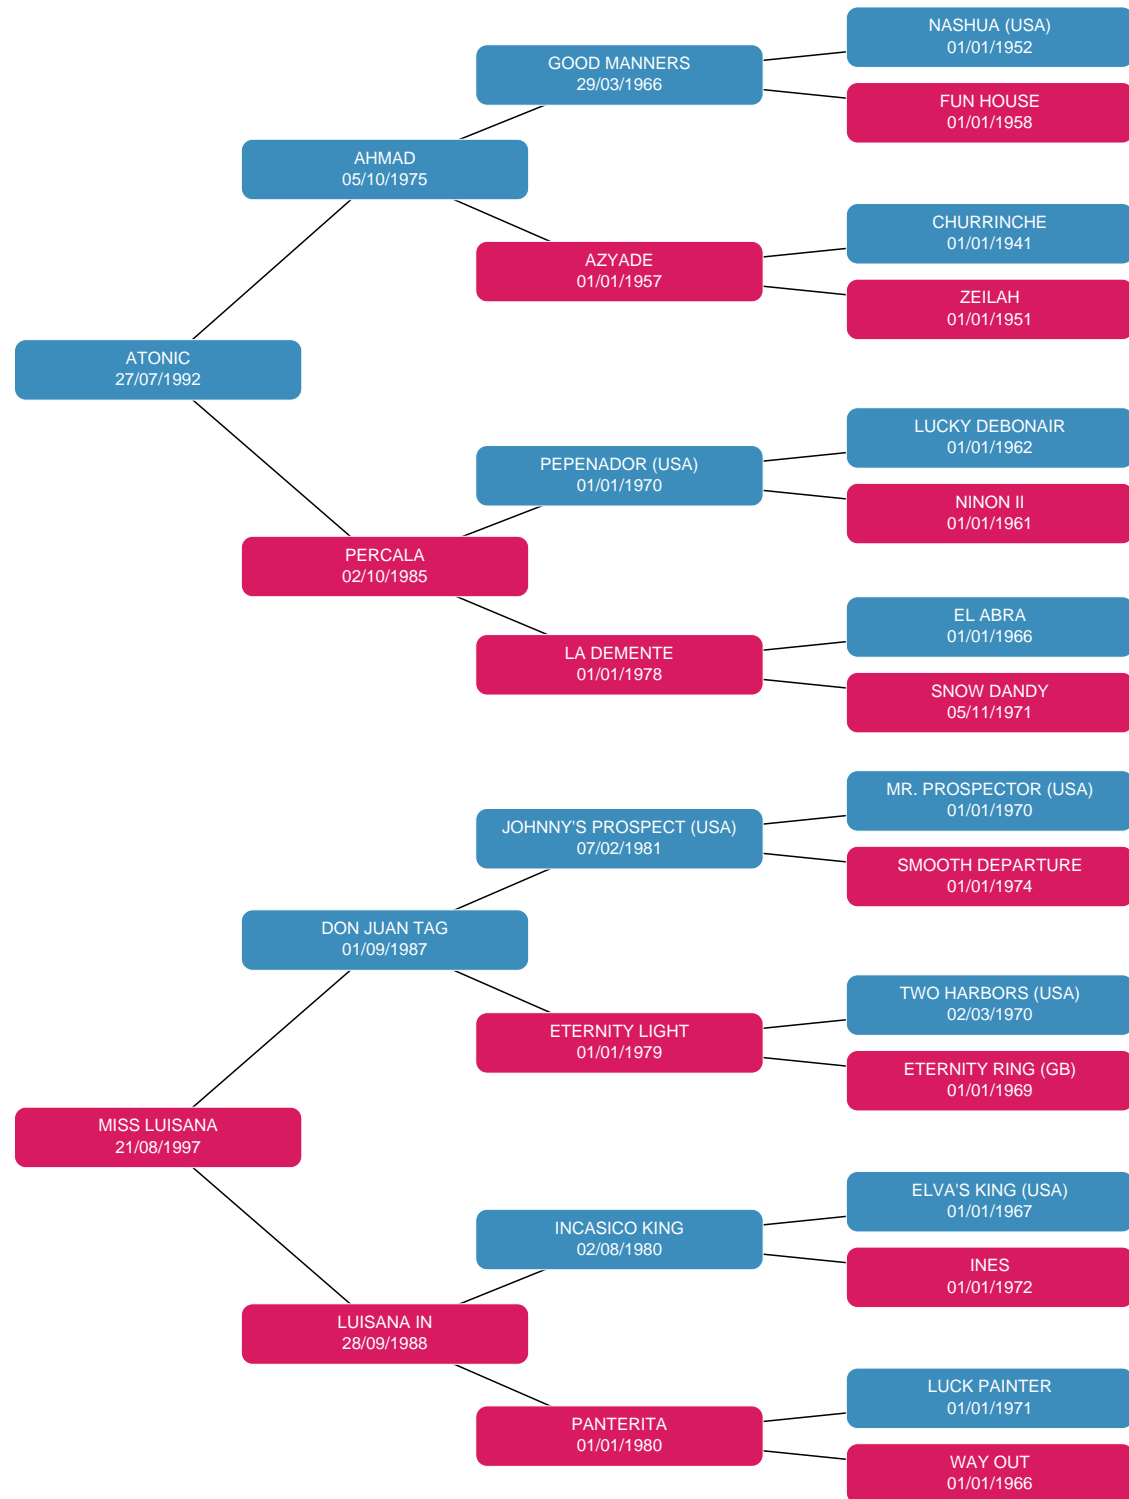 NASHUA (USA)
01/01/1952
GOOD MANNERS
29/03/1966
FUN HOUSE
01/01/1958
AHMAD
05/10/1975
CHURRINCHE
01/01/1941
AZYADE
01/01/1957
ZEILAH
01/01/1951
ATONIC
27/07/1992
LUCKY DEBONAIR
01/01/1962
PEPENADOR (USA)
01/01/1970
NINON II
01/01/1961
PERCALA
02/10/1985
EL ABRA
01/01/1966
LA DEMENTE
01/01/1978
SNOW DANDY
05/11/1971
MR. PROSPECTOR (USA)
01/01/1970
JOHNNY'S PROSPECT (USA)
07/02/1981
SMOOTH DEPARTURE
01/01/1974
DON JUAN TAG
01/09/1987
TWO HARBORS (USA)
02/03/1970
ETERNITY LIGHT
01/01/1979
ETERNITY RING (GB)
01/01/1969
MISS LUISANA
21/08/1997
ELVA'S KING (USA)
01/01/1967
INCASICO KING
02/08/1980
INES
01/01/1972
LUISANA IN
28/09/1988
LUCK PAINTER
01/01/1971
PANTERITA
01/01/1980
WAY OUT
01/01/1966